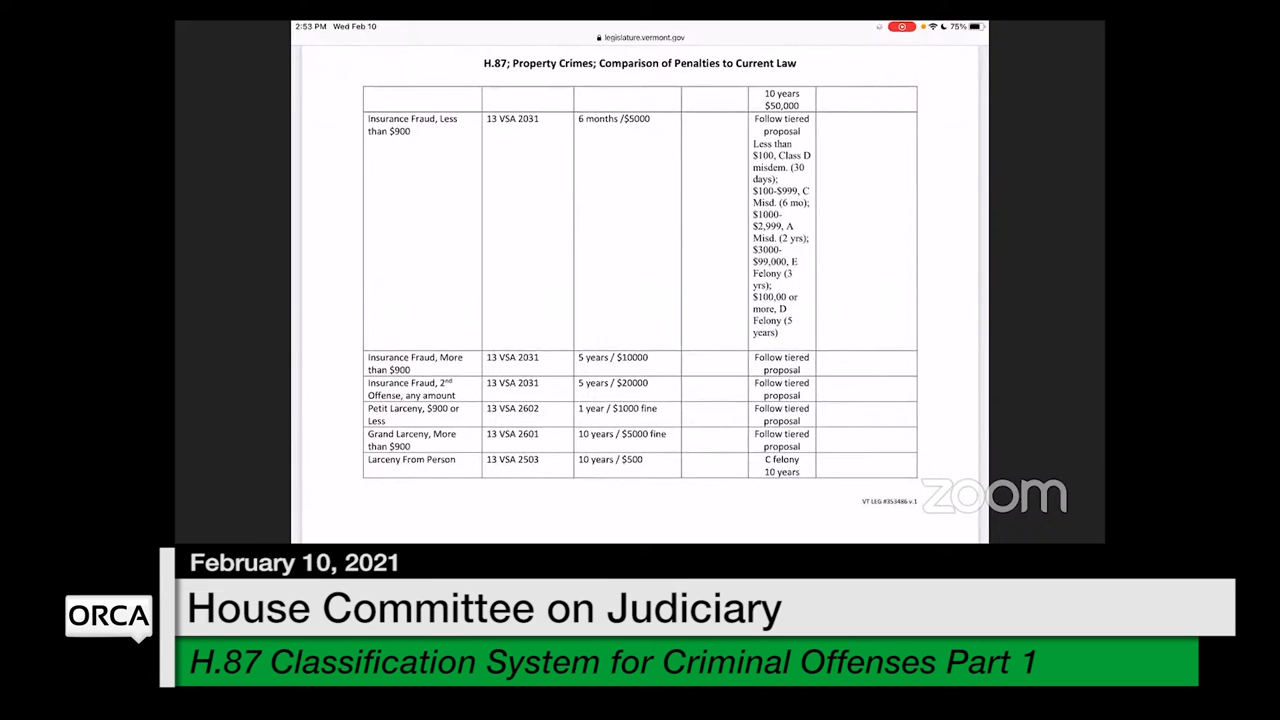 2:53 PM Wed Feb 10
75%
legislature.vermont.gov
H.87; Property Crimes; Comparison of Penalties to Current Law
10 years
$50,000
Insurance Fraud, Less
than $900
13 VSA 2031
6 months /$5000
Follow tiered
proposal
Less than
$100, Class D
misdem. (30
days);
$100-$999, C
Misd. (6 mo);
$1000-
$2,999, A
Misd. (2 yrs);
$3000-
$99,000, E
Felony (3
yrs);
$100,00 or
more, D
Felony (5
years)
Insurance Fraud, More
than $900
13 VSA 2031
5 years / $10000
Follow tiered
proposal
Insurance Fraud, 2nd
Offense, any amount
13 VSA 2031
5 years / $20000
Follow tiered
proposal
Petit Larceny, $900 or
Less
13 VSA 2602
1 year / $1000 fine
Follow tiered
proposal
Grand Larceny, More
than $900
13 VSA 2601
10 years / $5000 fine
Follow tiered
proposal
Larceny From Person
13 VSA 2503
10 years / $500
C felony
10 years
VT LEG #353486 v.1
zoom
February 10, 2021
ORCA
House Committee on Judiciary
H.87 Classification System for Criminal Offenses Part 1